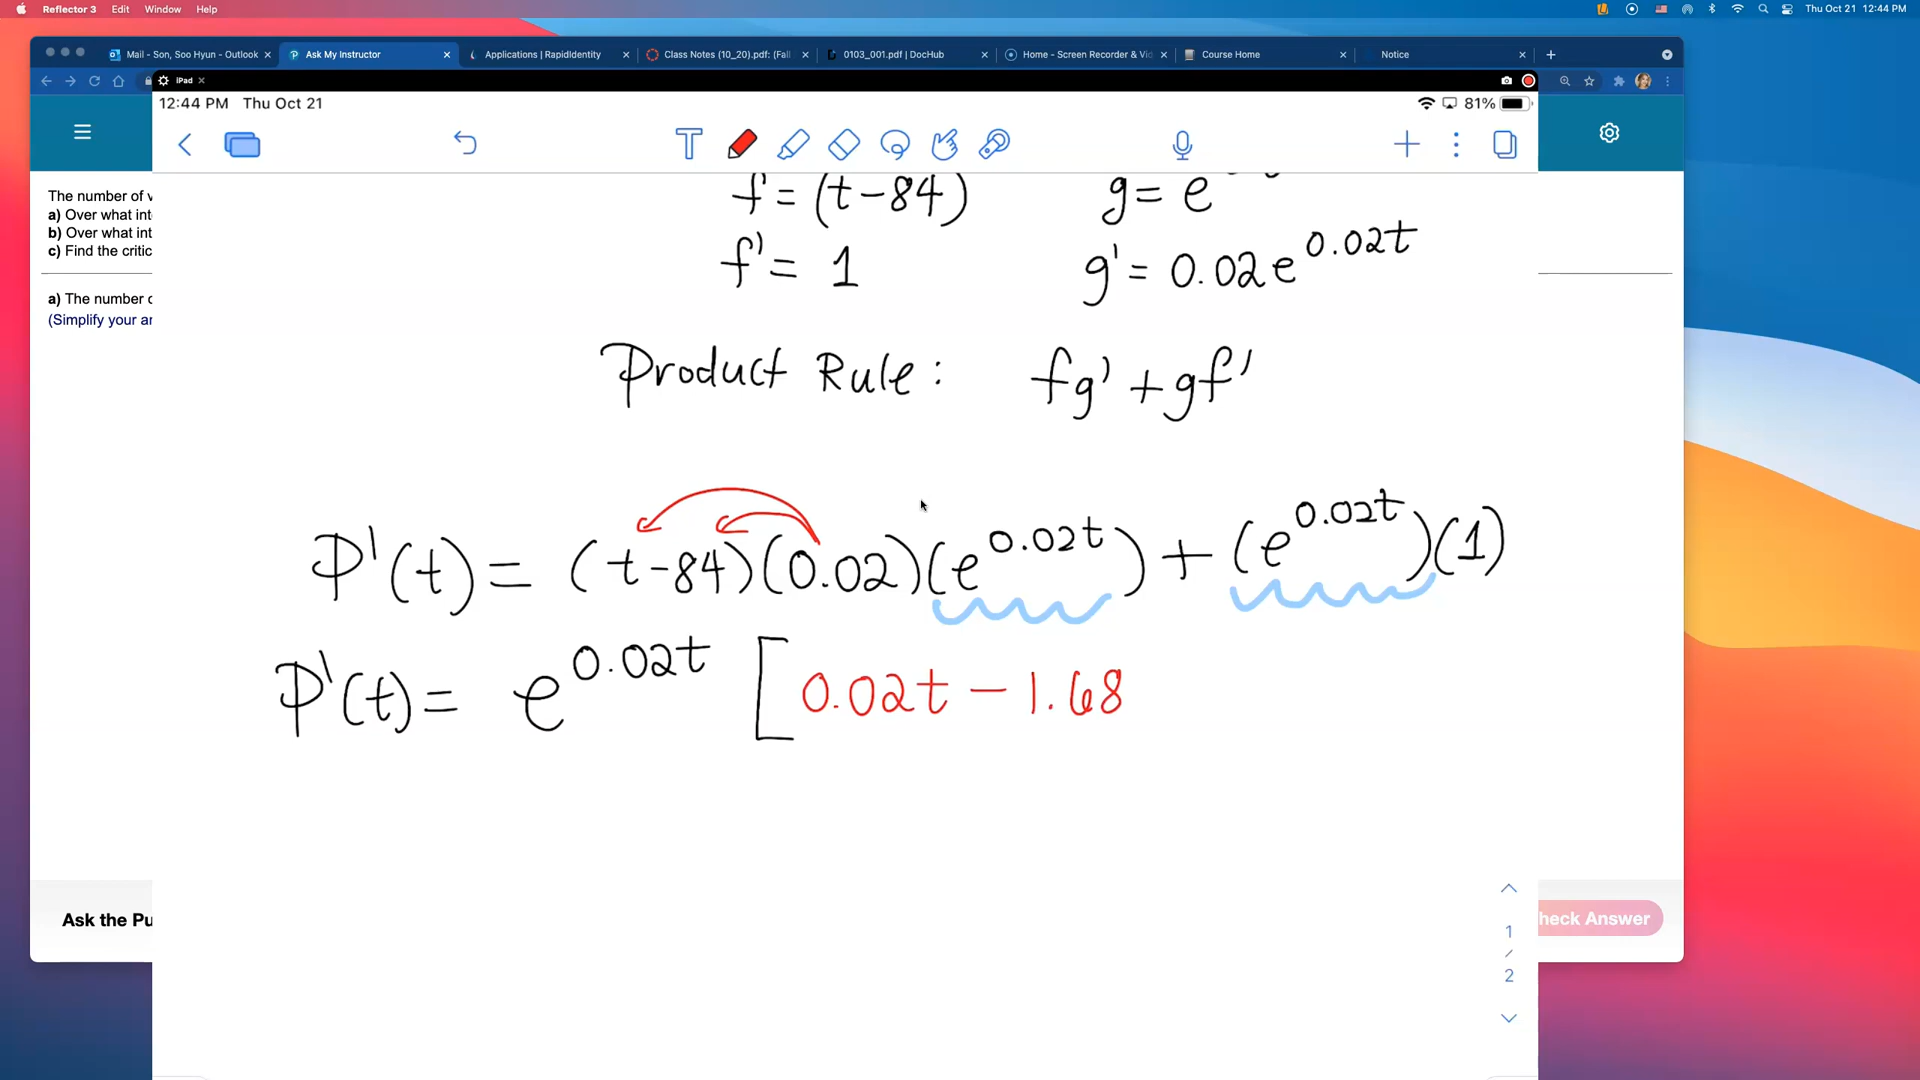 Reflector 3 Edit Window Help Thu Oct 21 12:44 PM
Mail - Son, Soo Hyun - Outlook Ask My Instructor Applications | RapidIdentity Class Notes (10_20).pdf: (Fall 0103_001.pdf | DocHub Home - Screen Recorder & Vid Course Home Notice
iPad
12:44 PM Thu Oct 21 81%
T
The number of v
a) Over what int
b) Over what int
c) Find the critic
a) The number o
(Simplify your an
f = (t-84) g = e
f' = 1 g' = 0.02e^0.02t
Product Rule: fg' + gf'
P'(t) = (t-84)(0.02)(e^0.02t) + (e^0.02t)(1)
P'(t) = e^0.02t [0.02t - 1.68
1
/
2
Ask the Pu
heck Answer